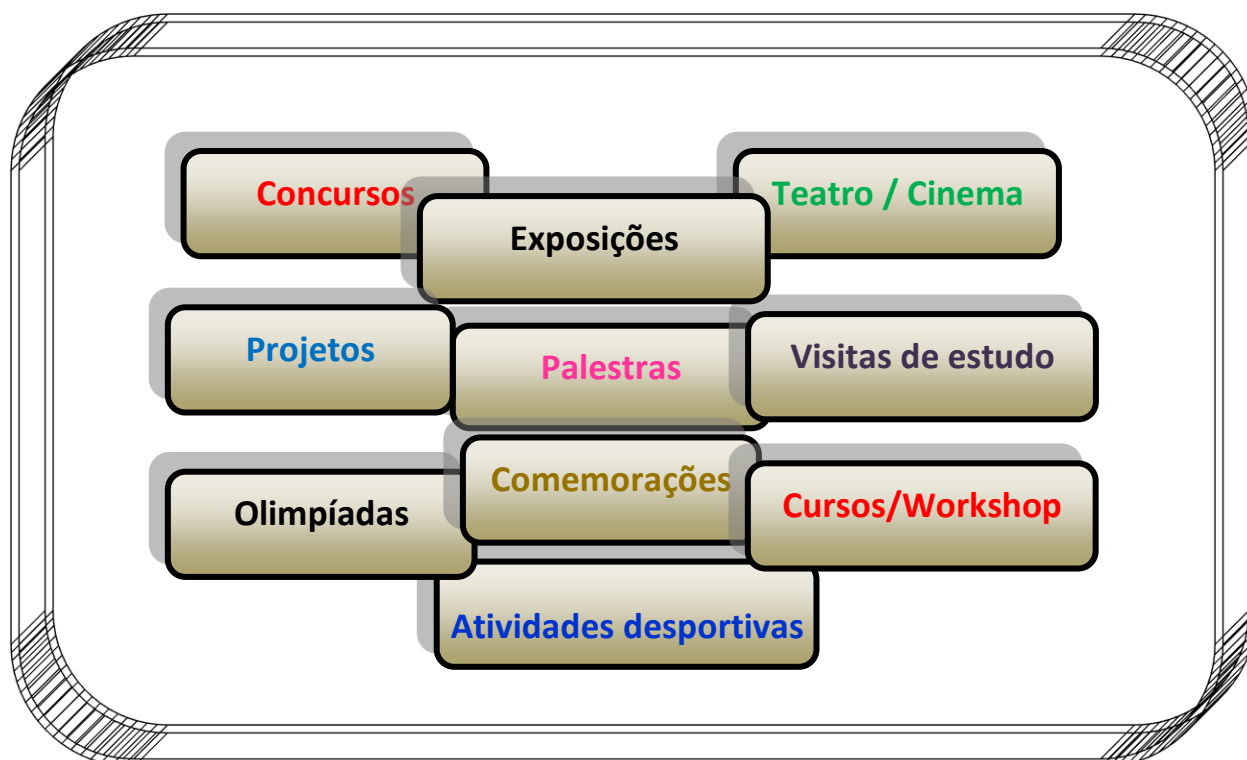 Concursos
Teatro / Cinema
Exposições
Projetos
Palestras
Visitas de estudo
Comemorações
Olimpíadas
Cursos/Workshop
Atividades desportivas